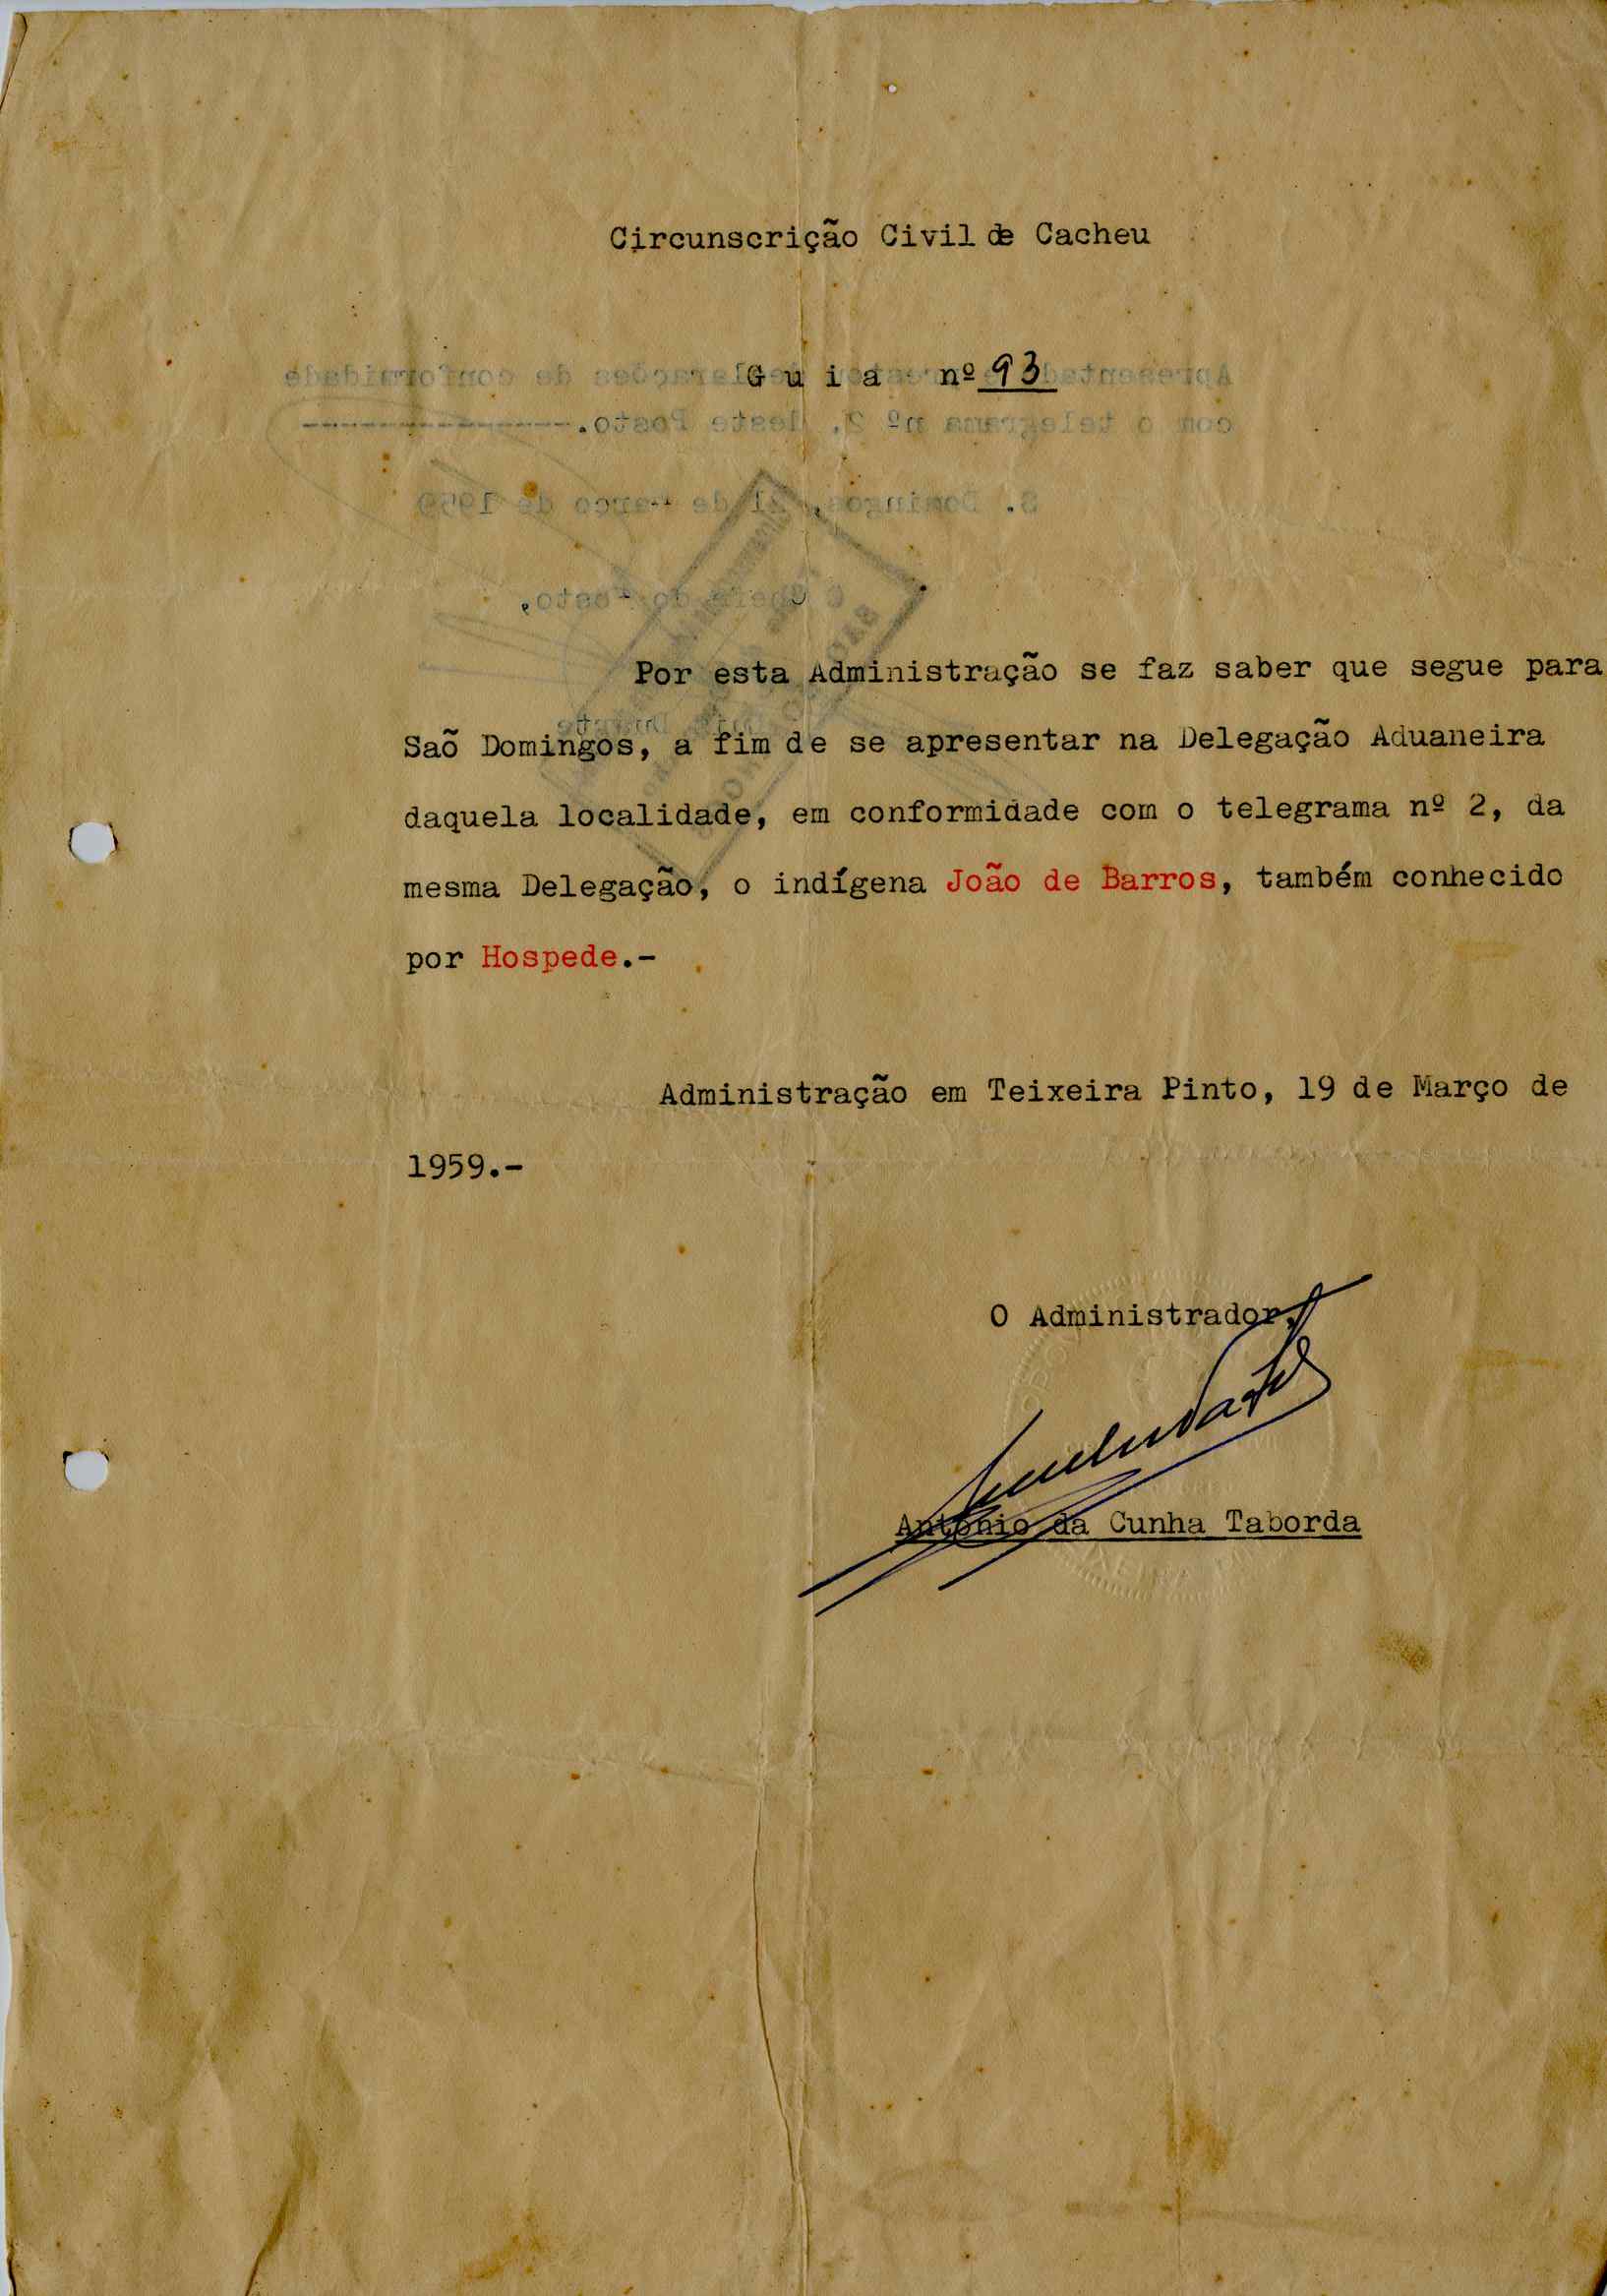 Circunscrição Civil de Cacheu
G u i a nº 93
Por esta Administração se faz saber que segue para
Saõ Domingos, a fim de se apresentar na Delegação Aduaneira
daquela localidade, em conformidade com o telegrama nº 2, da
mesma Delegação, o indígena João de Barros, também conhecido
por Hospede.-
Administração em Teixeira Pinto, 19 de Março de
1959.-
O Administrador,
António da Cunha Taborda